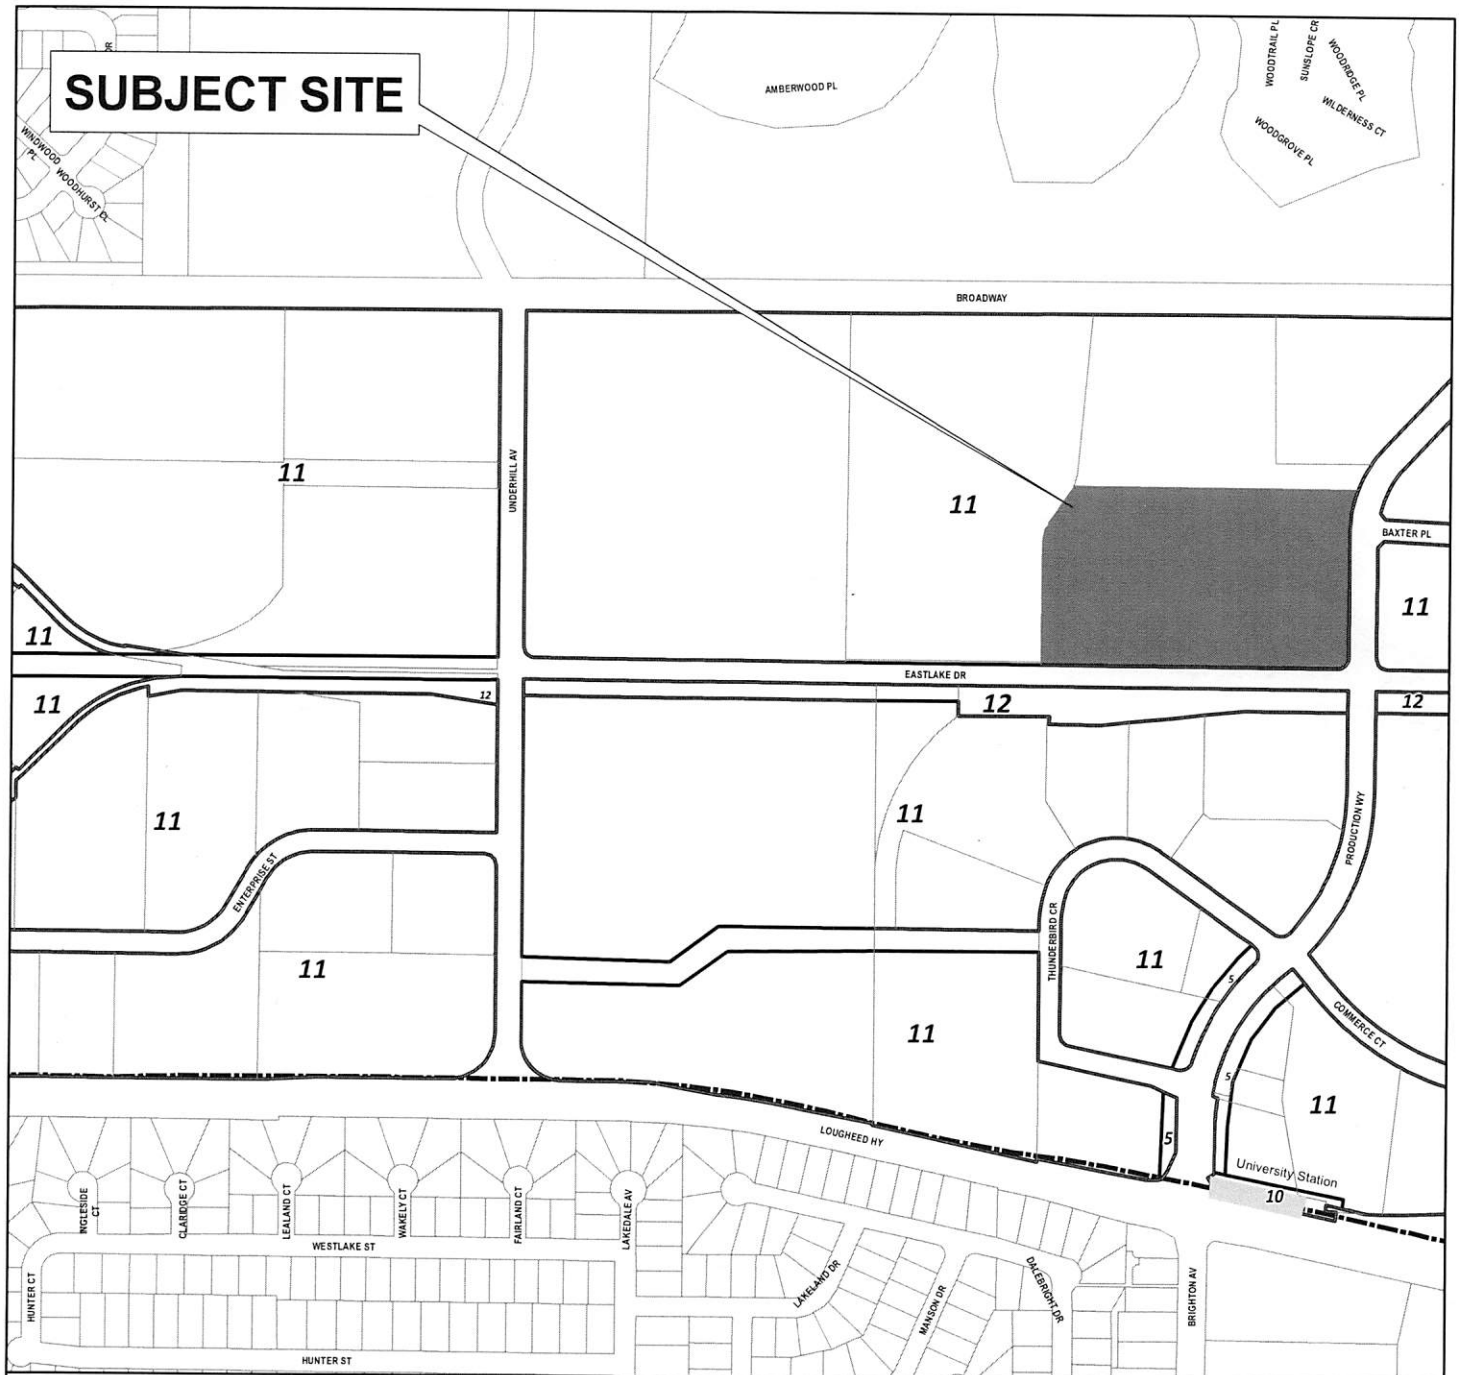 DR
SUBJECT SITE
WINDWOOD
PL
WOODHURST
AMBERWOOD PL
WOODTRAIL PL
SUNSLOPE CR
WOODRIDGE PL
WILDERNESS CT
WOODGROVE PL
BROADWAY
11
UNDERHILL AV
11
BAXTER PL
11
11
EASTLAKE DR
11
12
12
12
11
11
PRODUCTION WY
ENTERPRISE ST
THUNDERBIRD CR
11
11
5
11
COMMERCE CT
5
11
LOUGHEED HY
5
University Station
10
INGLESIDE
CT
CLARIDGE CT
LEALAND CT
WAKELY CT
FAIRLAND CT
LAKEDALE AV
WESTLAKE ST
HUNTER CT
LAKELAND DR
MANSON DR
DALEBRIGHT DR
BRIGHTON AV
HUNTER ST